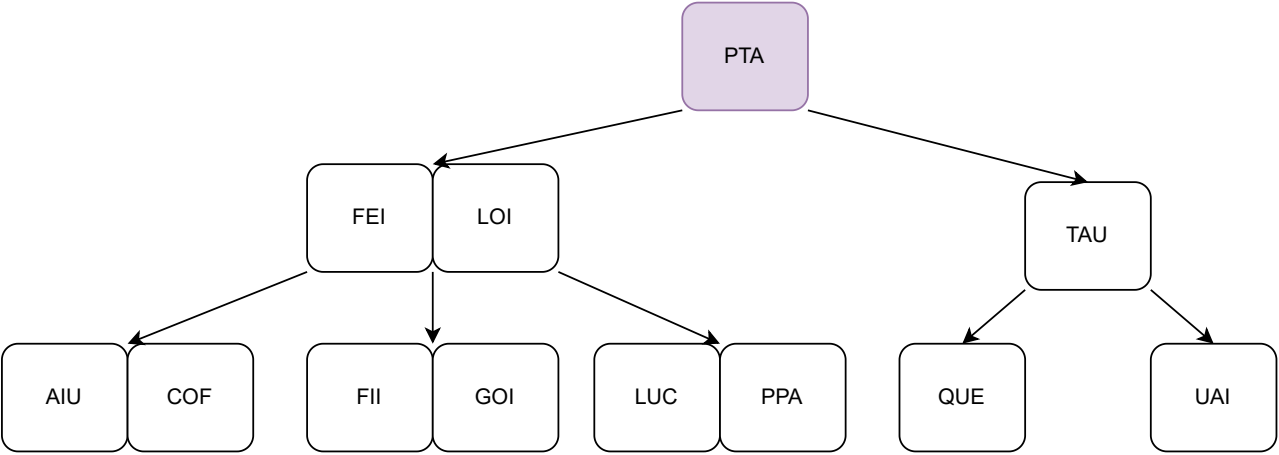 PTA
FEI LOI
TAU
AIU COF FII GOI LUC PPA QUE UAI